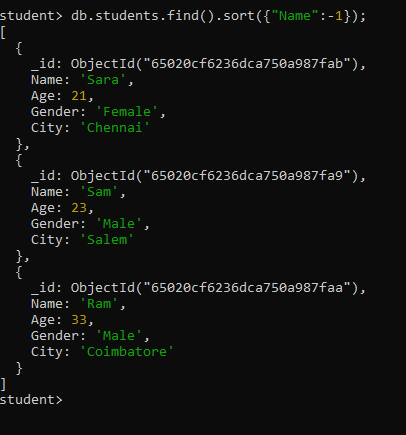 student> db.students.find().sort({"Name":-1});
[
  {
    _id: ObjectId("65020cf6236dca750a987fab"),
    Name: 'Sara',
    Age: 21,
    Gender: 'Female',
    City: 'Chennai'
  },
  {
    _id: ObjectId("65020cf6236dca750a987fa9"),
    Name: 'Sam',
    Age: 23,
    Gender: 'Male',
    City: 'Salem'
  },
  {
    _id: ObjectId("65020cf6236dca750a987faa"),
    Name: 'Ram',
    Age: 33,
    Gender: 'Male',
    City: 'Coimbatore'
  }
]
student>